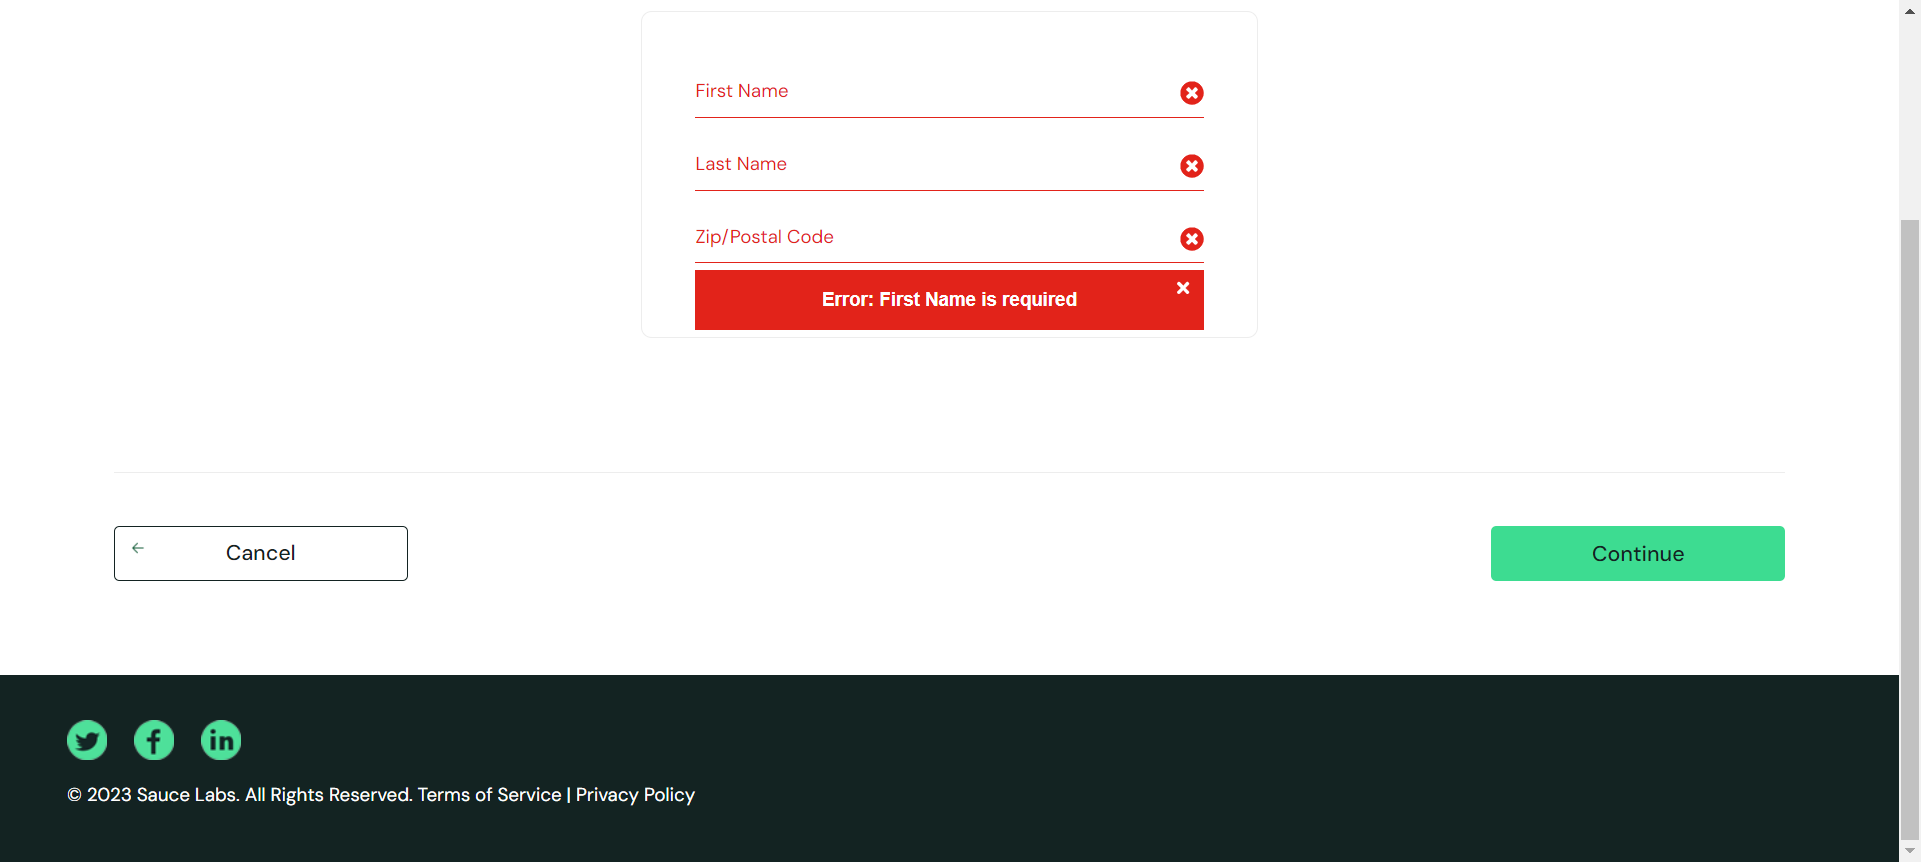 First Name
Last Name
Zip/Postal Code
Error: First Name is required
Cancel
Continue
© 2023 Sauce Labs. All Rights Reserved. Terms of Service | Privacy Policy